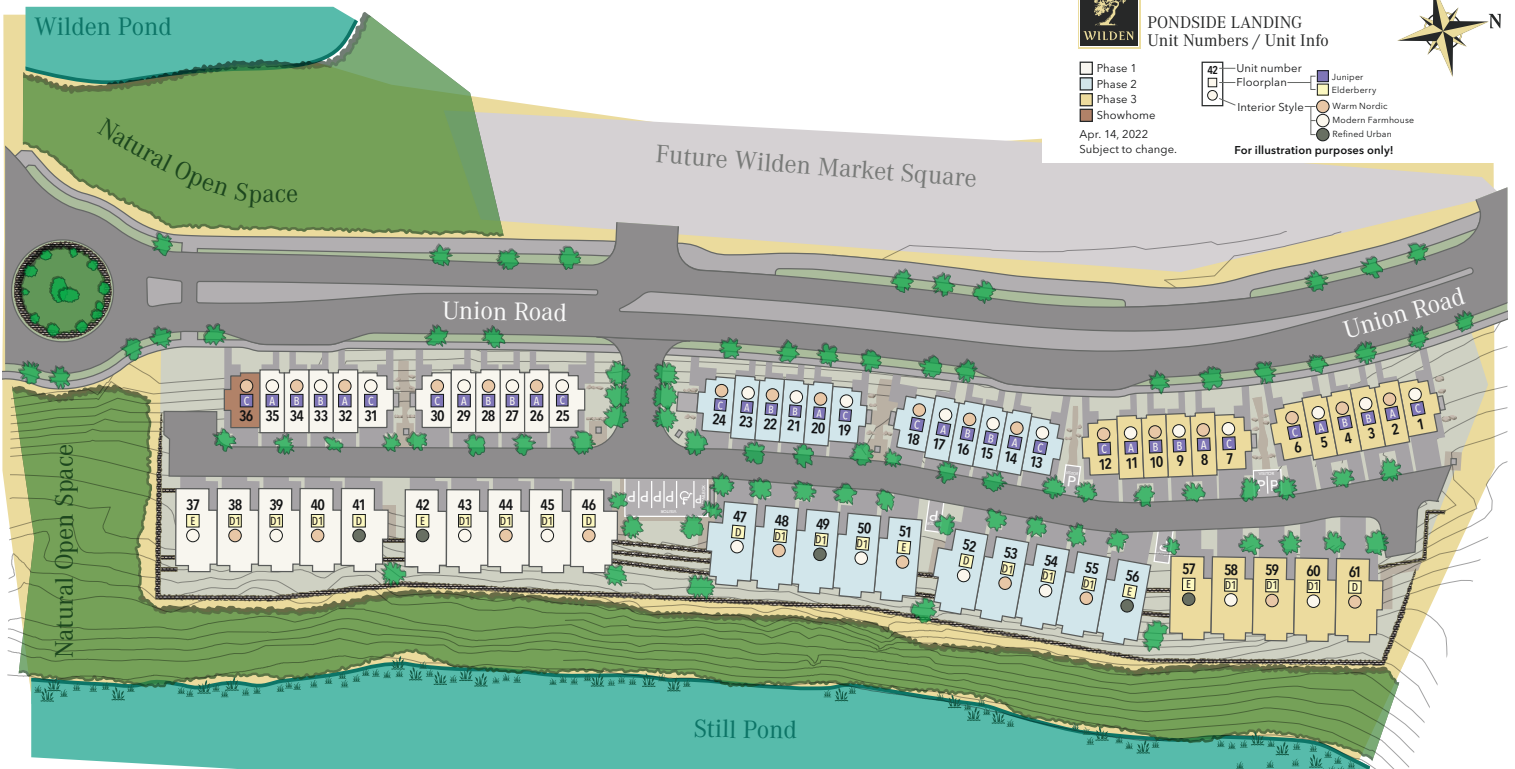 Wilden Pond
WILDEN
PONDSIDE LANDING
Unit Numbers / Unit Info
N
Phase 1
Phase 2
Phase 3
Showhome
Apr. 14, 2022
Subject to change.
42
Unit number
Floorplan
Interior Style
Juniper
Elderberry
Warm Nordic
Modern Farmhouse
Refined Urban
For illustration purposes only!
Natural Open Space
Future Wilden Market Square
Union Road
Union Road
C A B B A C
36 35 34 33 32 31
C A B B A C
30 29 28 27 26 25
C A B B A C
24 23 22 21 20 19
C A B B A C
18 17 16 15 14 13
C A B B A C
12 11 10 9 8 7
C A B B A C
6 5 4 3 2 1
P
P P
37 38 39 40 41
E D1 D1 D1 D
42 43 44 45 46
E D1 D1 D1 D
P P P P P
P
P
47 48 49 50 51
D D1 D1 D1 E
52 53 54 55 56
D D1 D1 D1 E
57 58 59 60 61
E D1 D1 D1 D
Natural Open Space
Still Pond